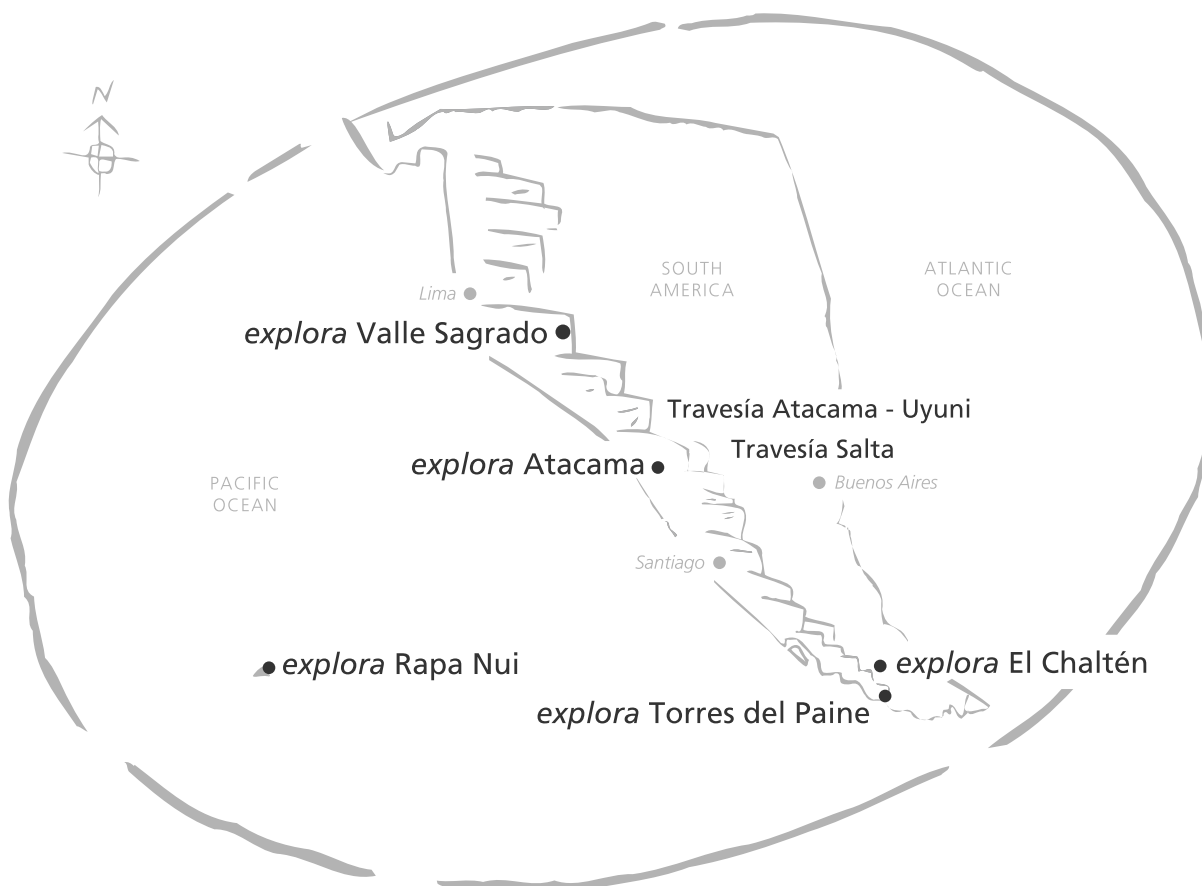 N
SOUTH
AMERICA
ATLANTIC
OCEAN
Lima
explora Valle Sagrado
Travesía Atacama - Uyuni
Travesía Salta
explora Atacama
Buenos Aires
PACIFIC
OCEAN
Santiago
explora Rapa Nui
explora El Chaltén
explora Torres del Paine